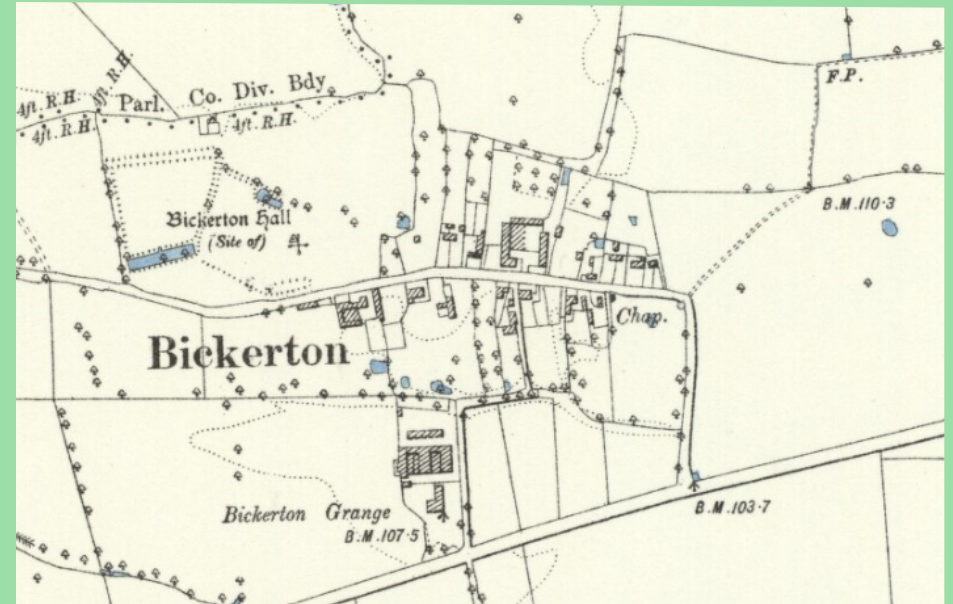 4ft. R.H.
4ft. R.H.
Parl. Co. Div. Bdy
4ft. R.H.
4ft. R.H.
F.P.
B.M.110·3
Bickerton Hall
(Site of)
Chap.
Bickerton
B.M.103·7
Bickerton Grange
B.M.107·5